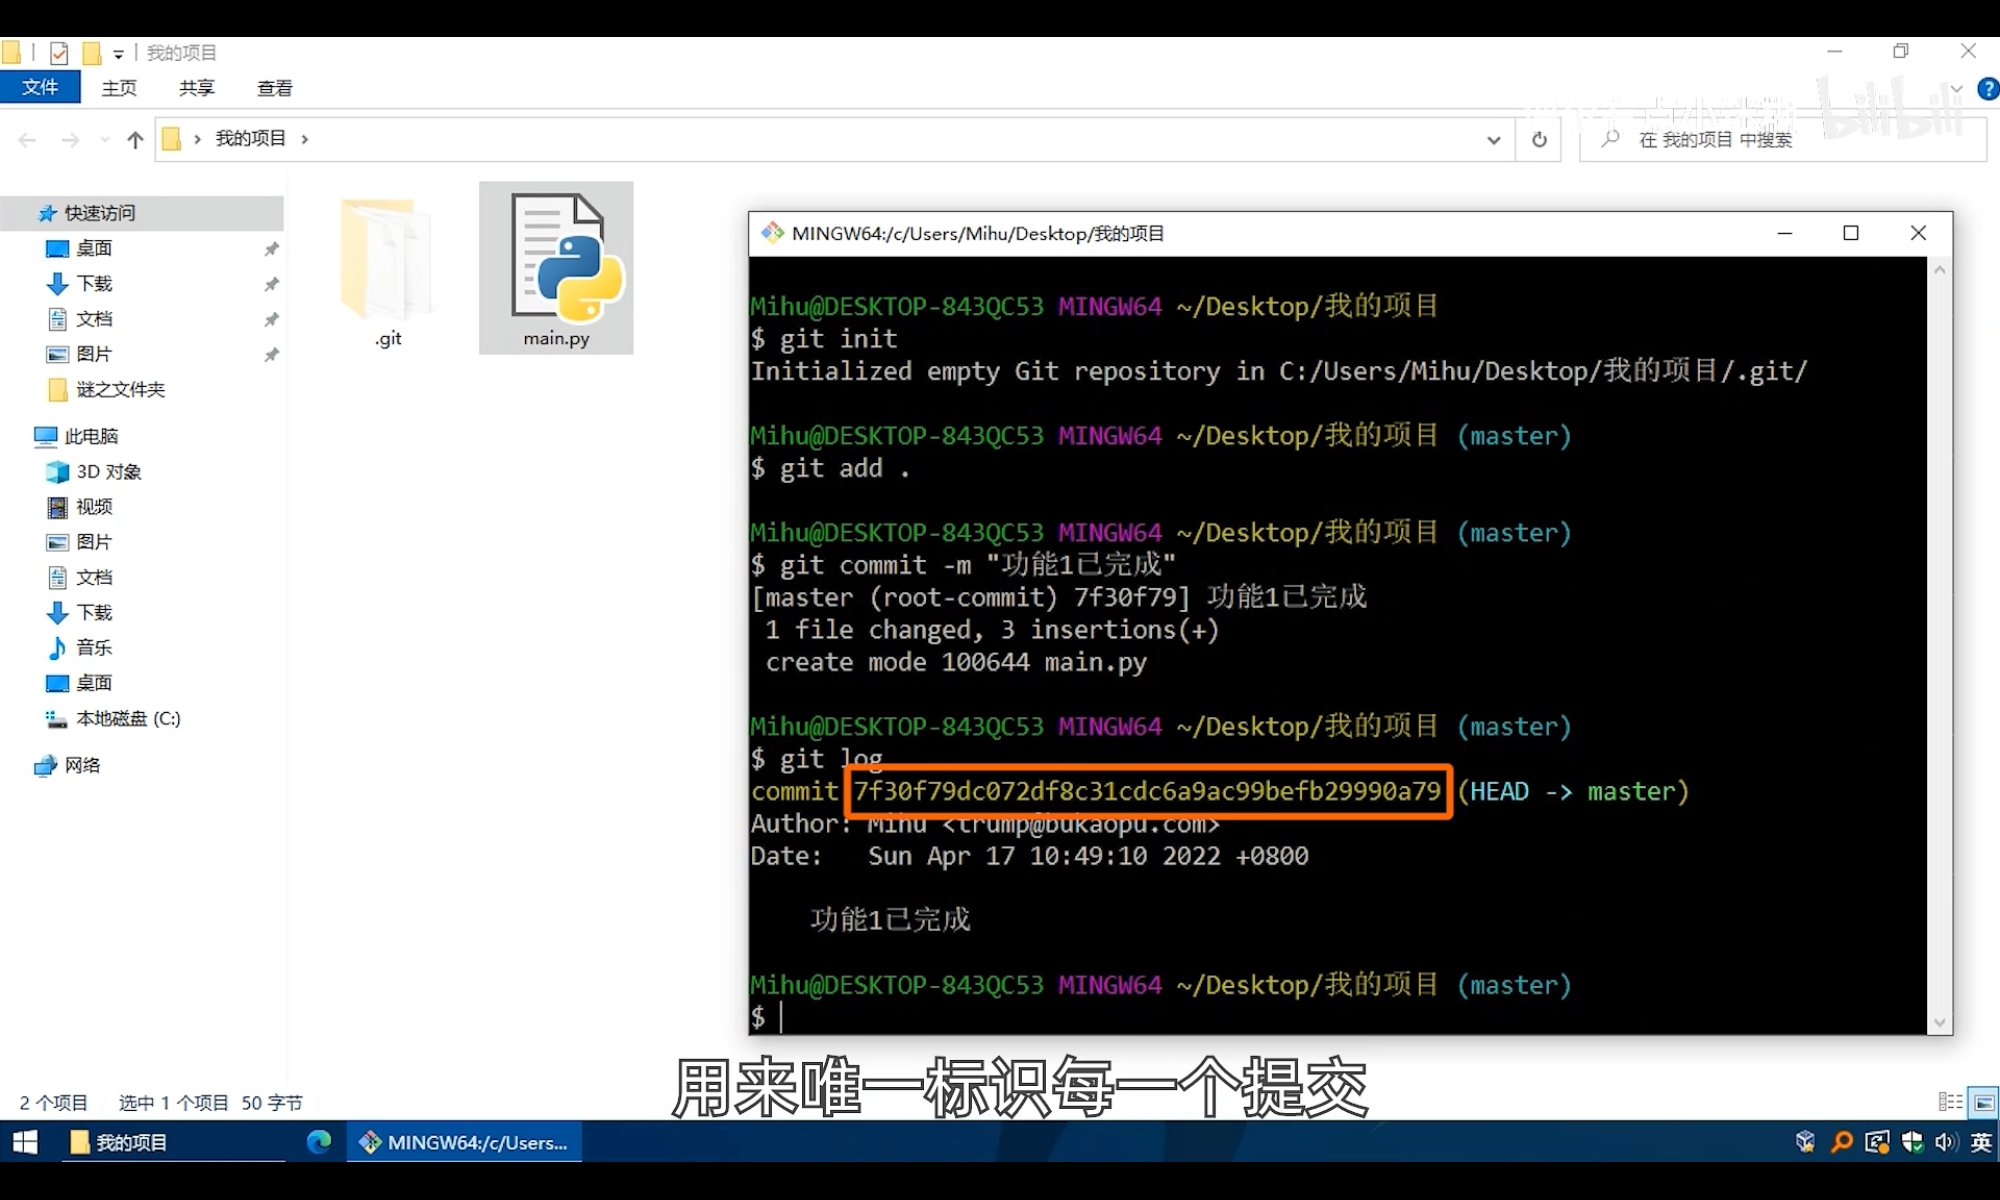 我的项目
文件 主页 共享 查看
我的项目
在 我的项目 中搜索
bilibili
快速访问
桌面
下载
文档
图片
谜之文件夹
此电脑
3D 对象
视频
图片
文档
下载
音乐
桌面
本地磁盘 (C:)
网络
.git
main.py
MINGW64:/c/Users/Mihu/Desktop/我的项目
Mihu@DESKTOP-843QC53 MINGW64 ~/Desktop/我的项目
$ git init
Initialized empty Git repository in C:/Users/Mihu/Desktop/我的项目/.git/
Mihu@DESKTOP-843QC53 MINGW64 ~/Desktop/我的项目 (master)
$ git add .
Mihu@DESKTOP-843QC53 MINGW64 ~/Desktop/我的项目 (master)
$ git commit -m "功能1已完成"
[master (root-commit) 7f30f79] 功能1已完成
1 file changed, 3 insertions(+)
create mode 100644 main.py
Mihu@DESKTOP-843QC53 MINGW64 ~/Desktop/我的项目 (master)
$ git log
commit 7f30f79dc072df8c31cdc6a9ac99befb29990a79 (HEAD -> master)
Author: Mihu <trump@bukaopu.com>
Date: Sun Apr 17 10:49:10 2022 +0800
功能1已完成
Mihu@DESKTOP-843QC53 MINGW64 ~/Desktop/我的项目 (master)
$
用来唯一标识每一个提交
2 个项目 选中 1 个项目 50 字节
我的项目
MINGW64:/c/Users...
英